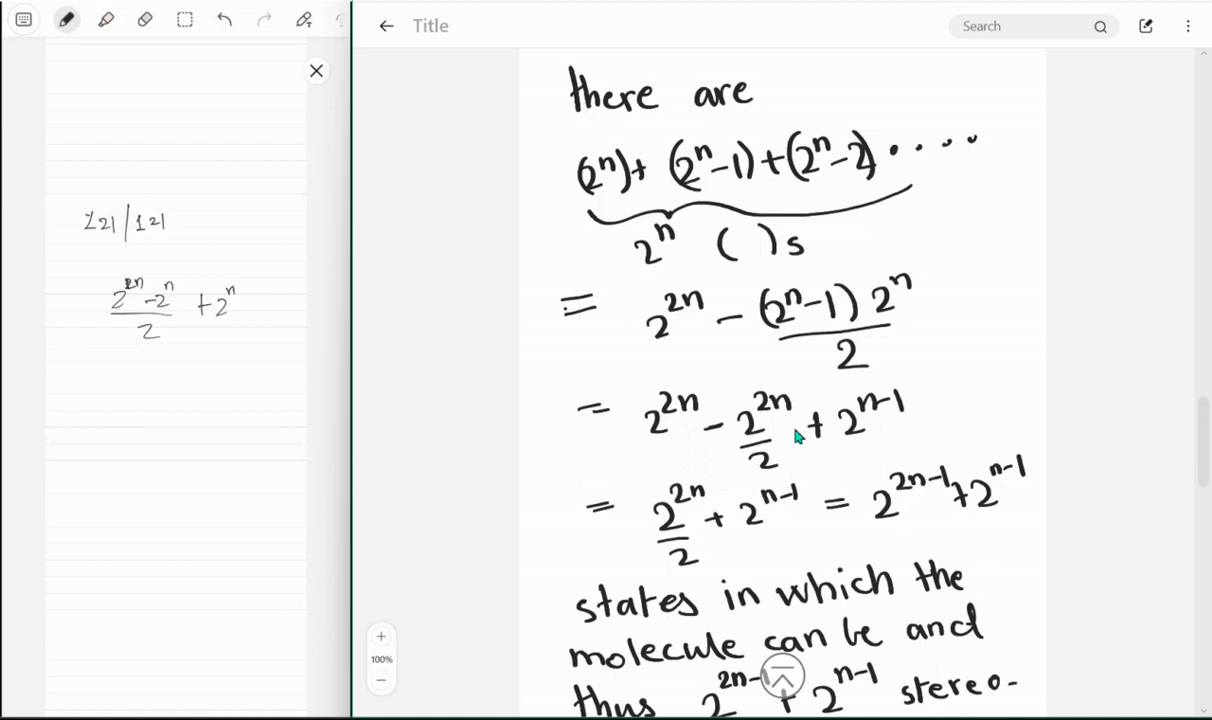 Title
Search
121 | 121
(2^{2n} - 2^n)/2 + 2^n
there are
(2^n) + (2^n-1) + (2^n-2) . . . .
2^n ( )s
= 2^{2n} - (2^n-1) 2^n / 2
= 2^{2n} - 2^{2n}/2 + 2^{n-1}
= 2^{2n}/2 + 2^{n-1} = 2^{2n-1} + 2^{n-1}
states in which the
molecule can be and
thus 2^{2n-1} + 2^{n-1} stereo-
100%